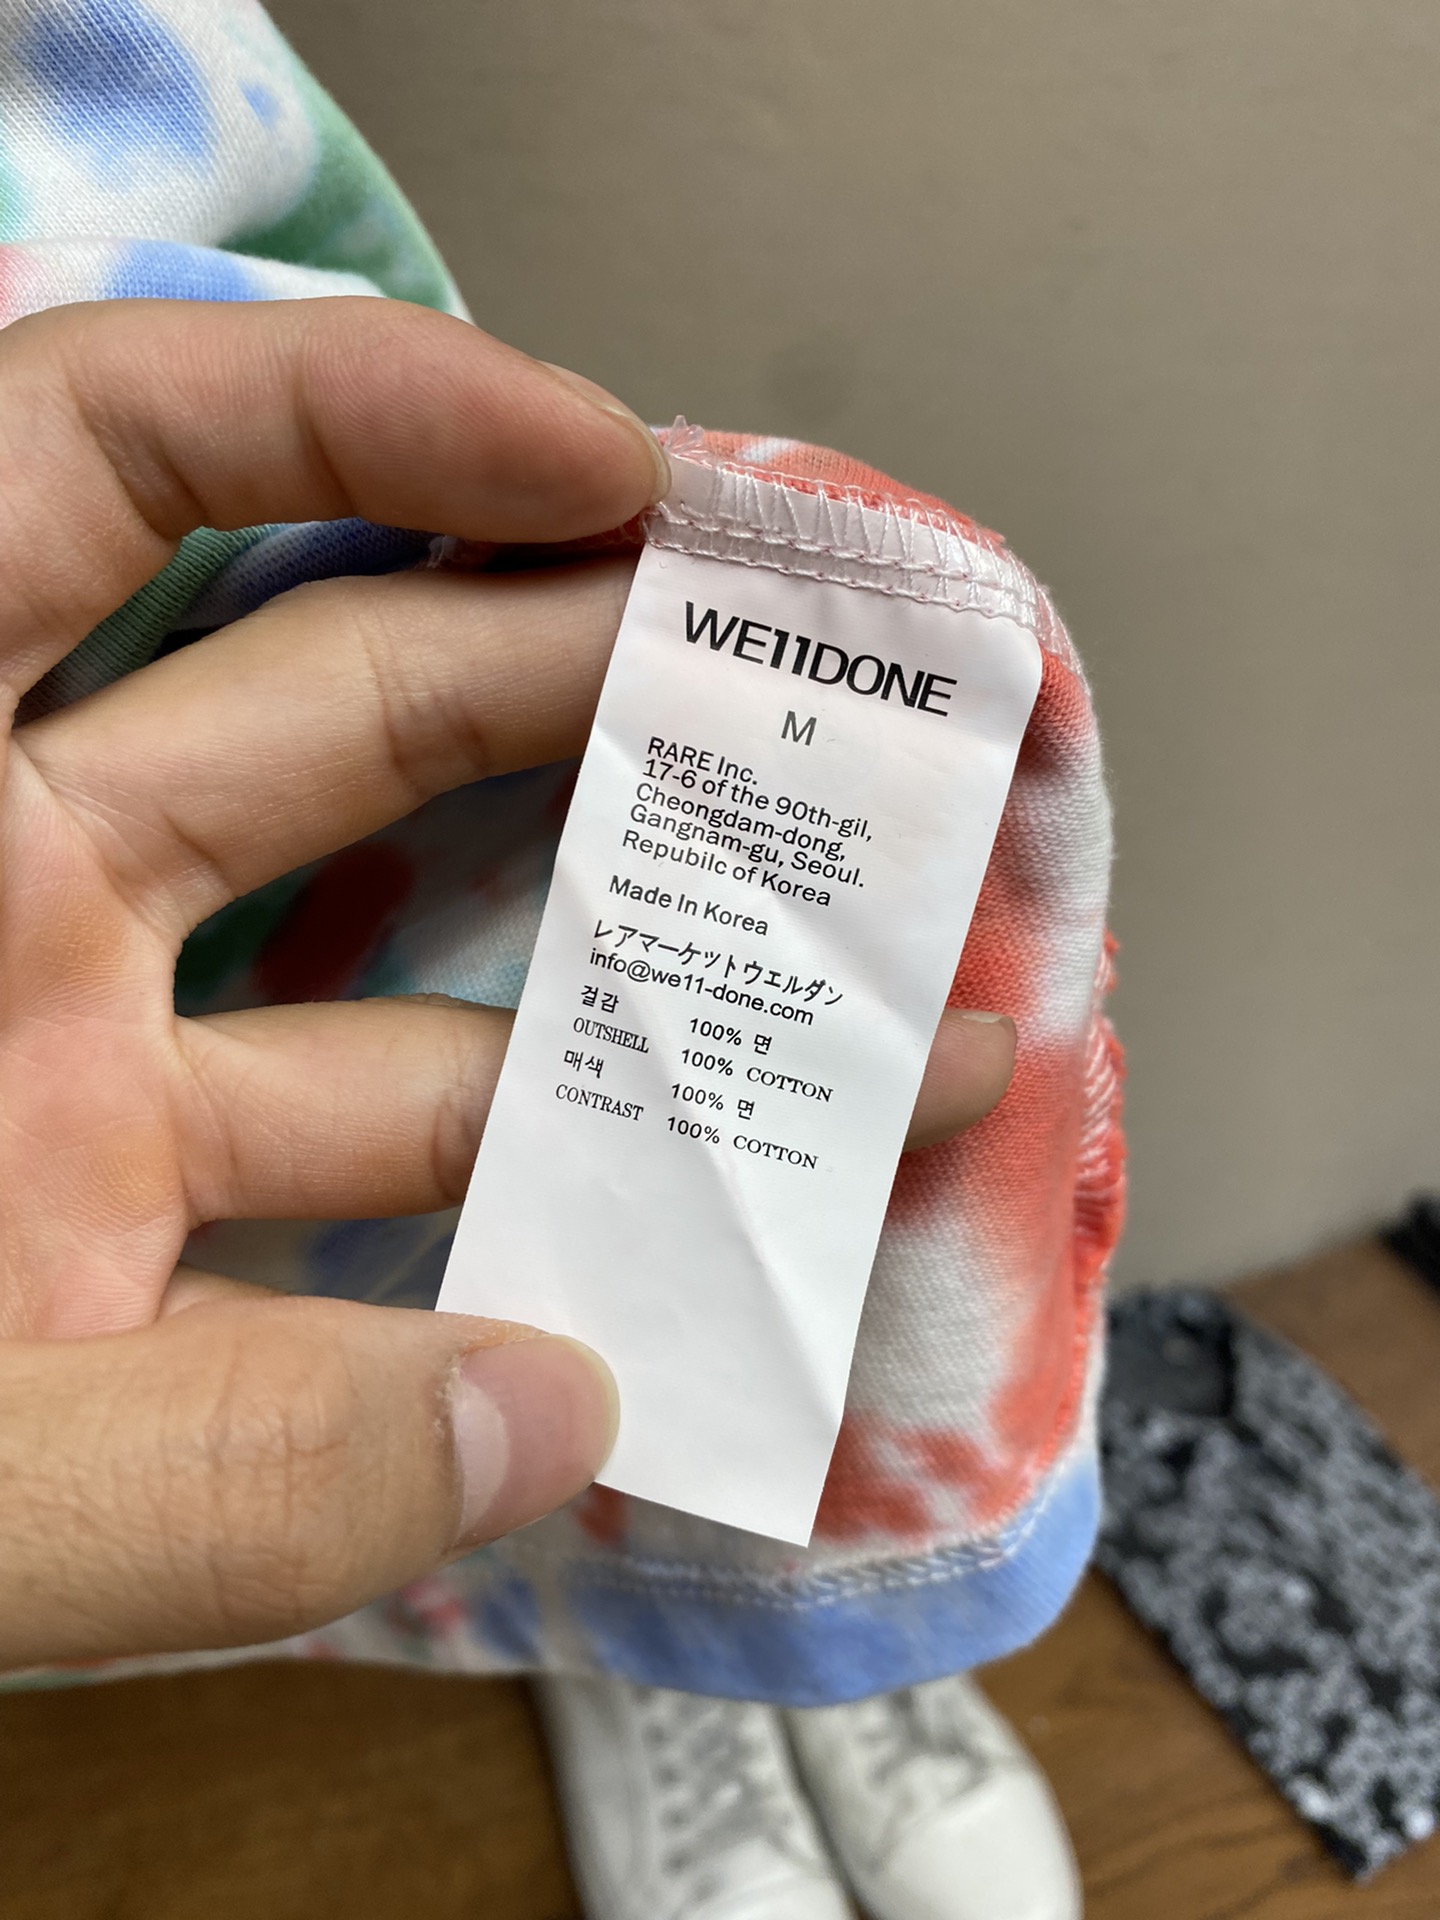 WE11DONE
M
RARE Inc.
17-6 of the 90th-gil,
Cheongdam-dong,
Gangnam-gu, Seoul.
Repubilc of Korea
Made In Korea
レアマーケットウェルダン
info@we11-done.com
걸감 100% 면
OUTSHELL 100% COTTON
매색 100% 면
CONTRAST 100% COTTON